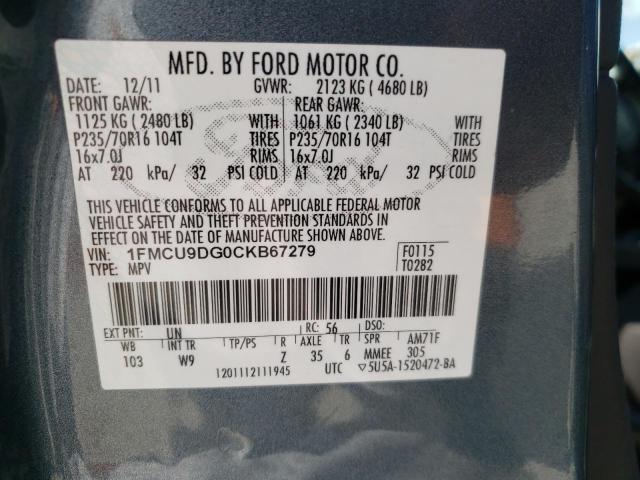 MFD. BY FORD MOTOR CO.
DATE: 12/11 GVWR: 2123 KG ( 4680 LB)
FRONT GAWR: REAR GAWR:
1125 KG ( 2480 LB) WITH 1061 KG ( 2340 LB) WITH
P235/70R16 104T TIRES P235/70R16 104T TIRES
16x7.0J RIMS 16x7.0J RIMS
AT 220 kPa/ 32 PSI COLD AT 220 kPa/ 32 PSI COLD
THIS VEHICLE CONFORMS TO ALL APPLICABLE FEDERAL MOTOR
VEHICLE SAFETY AND THEFT PREVENTION STANDARDS IN
EFFECT ON THE DATE OF MANUFACTURE SHOWN ABOVE.
VIN: 1FMCU9DG0CKB67279 F0115
TYPE: MPV T0282
EXT PNT: UN RC: 56 DSO:
WB INT TR TP/PS R AXLE TR SPR AM71F
103 W9 Z 35 6 MMEE 305
1201112111945 UTC ▽5U5A-1520472-BA